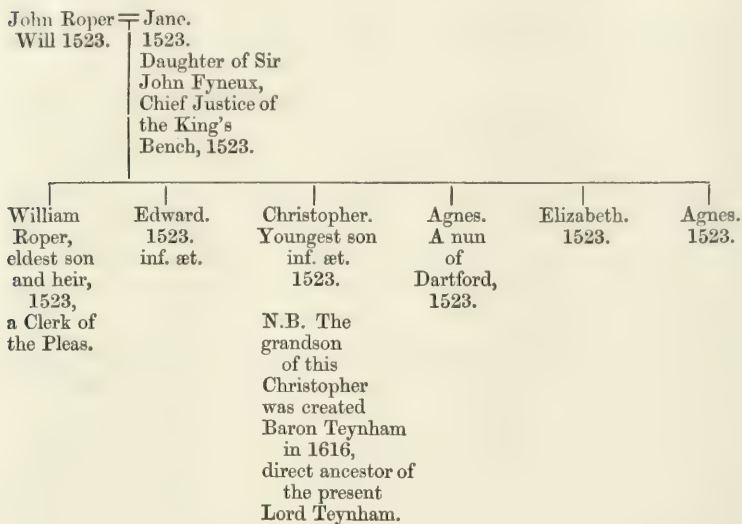 John Roper = Jane.
Will 1523.
1523.
Daughter of Sir
John Fyneux,
Chief Justice of
the King's
Bench, 1523.
William
Roper,
eldest son
and heir,
1523,
a Clerk of
the Pleas.
Edward.
1523.
inf. æt.
Christopher.
Youngest son
inf. æt.
1523.
N.B. The
grandson
of this
Christopher
was created
Baron Teynham
in 1616,
direct ancestor of
the present
Lord Teynham.
Agnes.
A nun
of
Dartford,
1523.
Elizabeth.
1523.
Agnes.
1523.